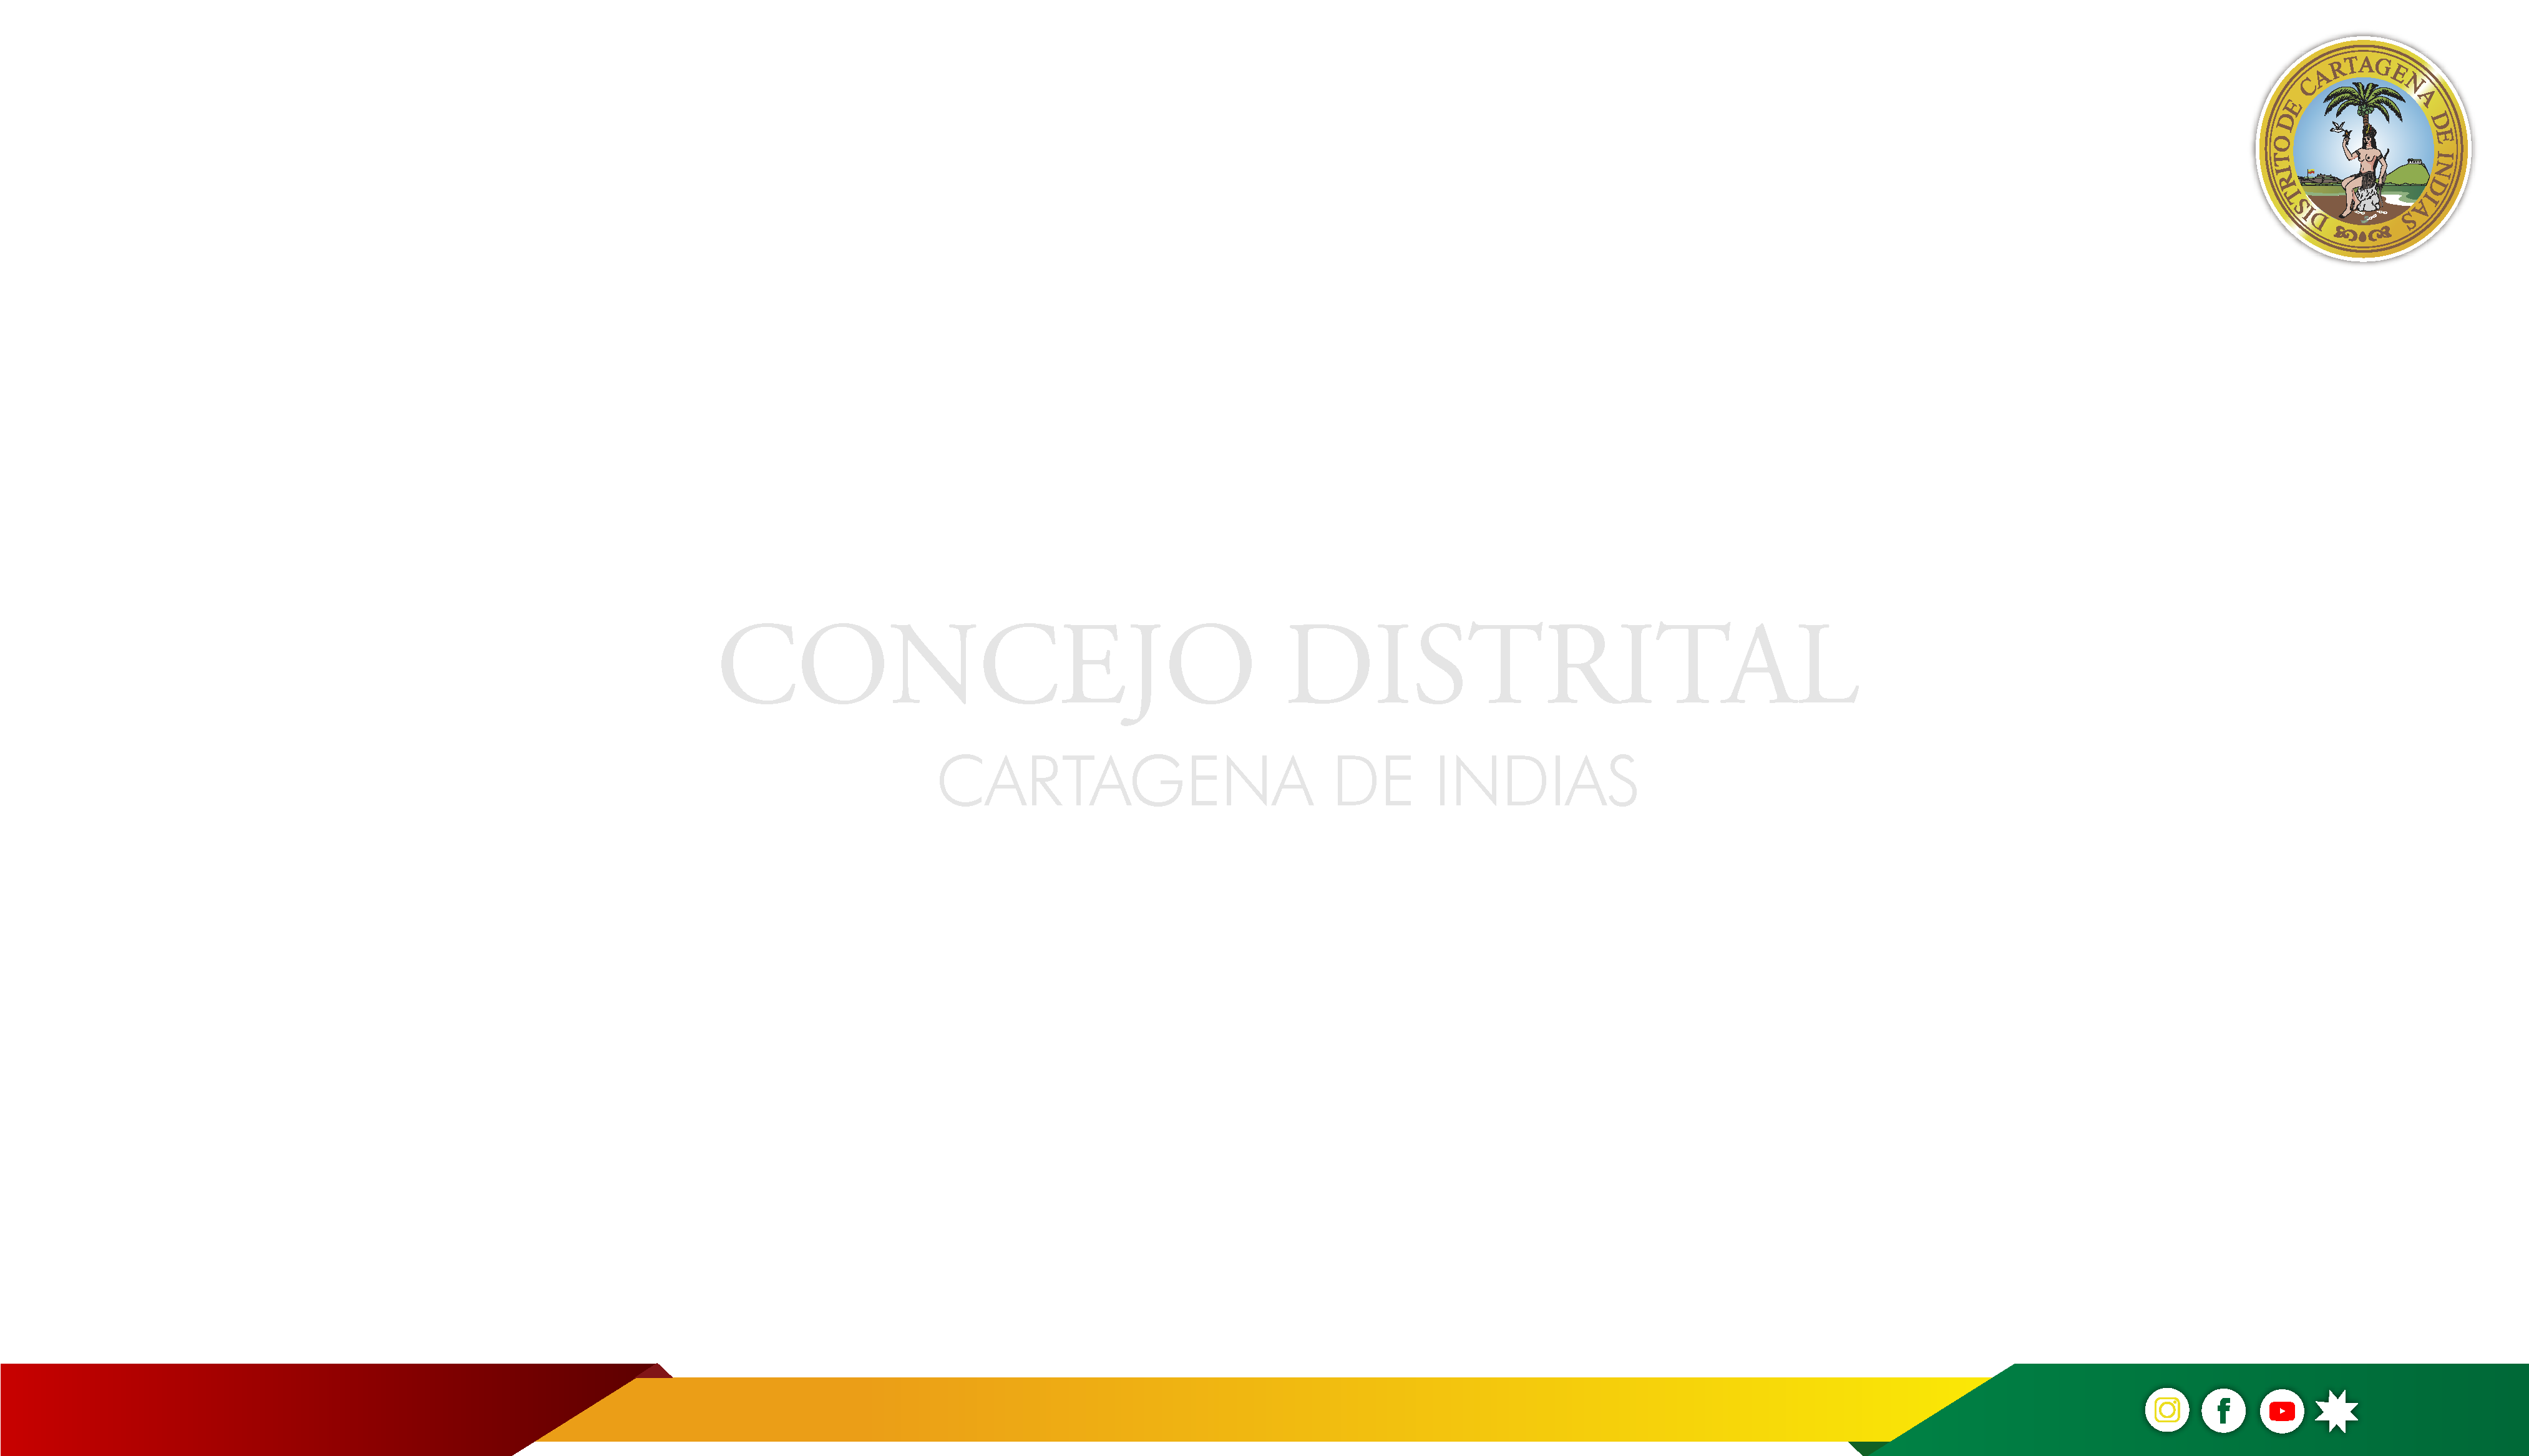 DISTRITO DE CARTAGENA DE INDIAS
CONCEJO DISTRITAL
CARTAGENA DE INDIAS